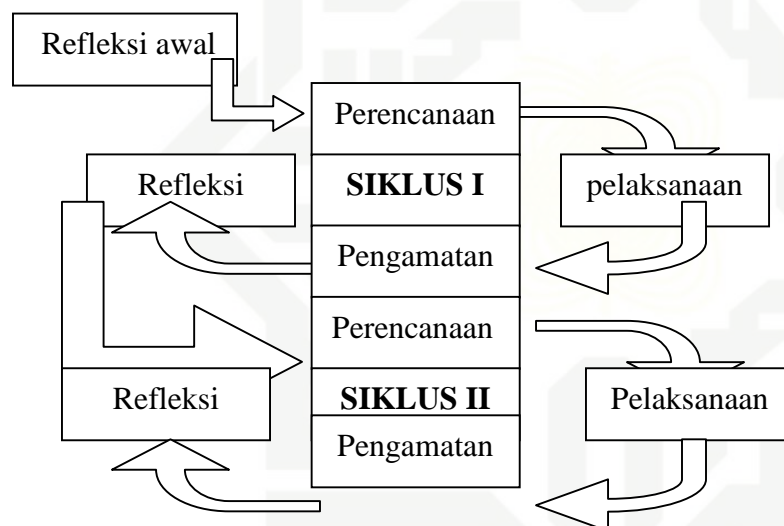 Refleksi awal
Perencanaan
Refleksi
SIKLUS I
pelaksanaan
Pengamatan
Perencanaan
Refleksi
SIKLUS II
Pelaksanaan
Pengamatan